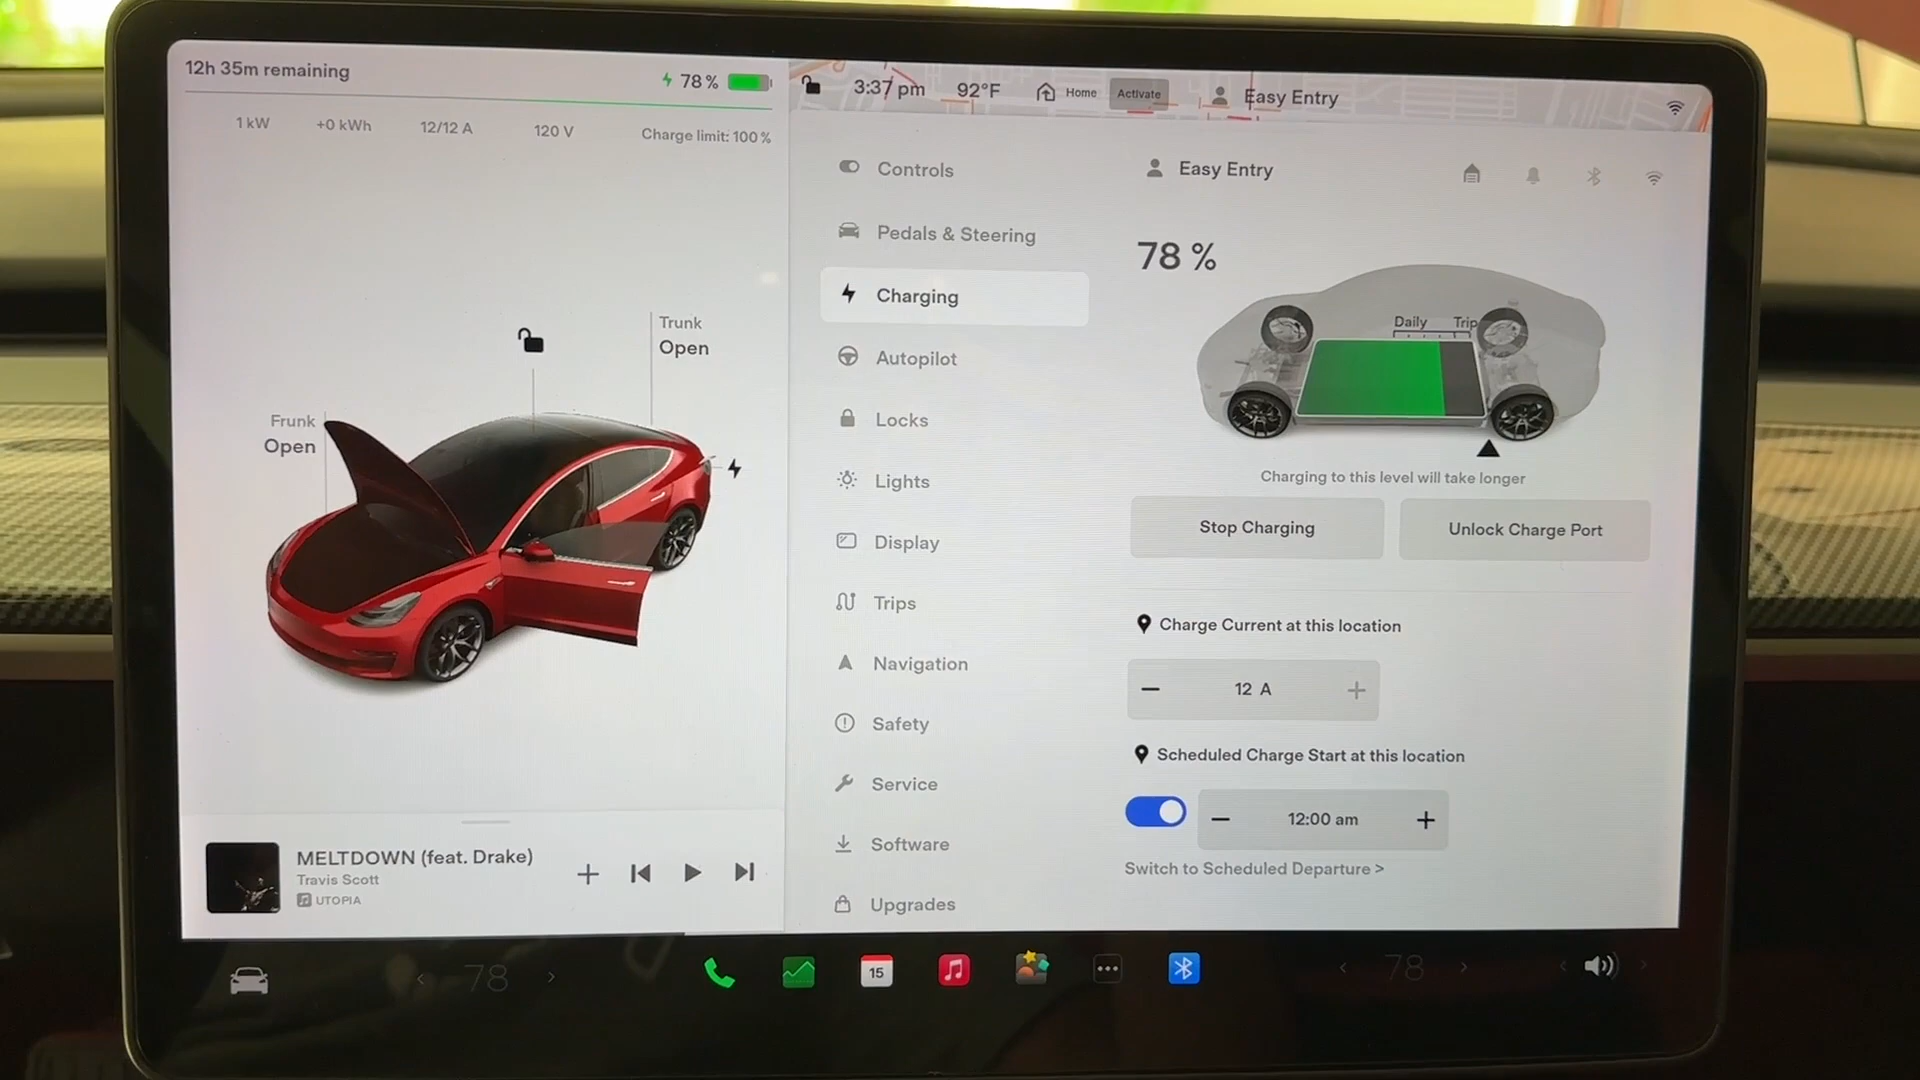 12h 35m remaining
78 %
1 kW
+0 kWh
12/12 A
120 V
Charge limit: 100 %
Trunk
Open
Frunk
Open
MELTDOWN (feat. Drake)
Travis Scott
UTOPIA
3:37 pm
92°F
Home
Activate
Easy Entry
Controls
Pedals & Steering
Charging
Autopilot
Locks
Lights
Display
Trips
Navigation
Safety
Service
Software
Upgrades
Easy Entry
78 %
Daily
Trip
Charging to this level will take longer
Stop Charging
Unlock Charge Port
Charge Current at this location
12 A
Scheduled Charge Start at this location
12:00 am
Switch to Scheduled Departure >
78
15
78